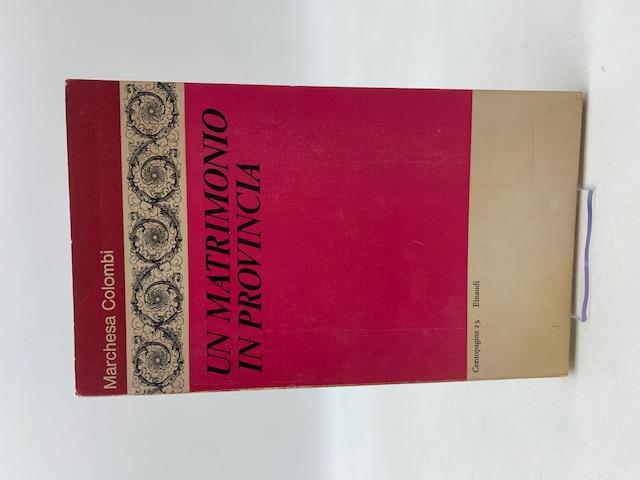 Marchesa Colombi
UN MATRIMONIO
IN PROVINCIA
Centopagine 23 Einaudi